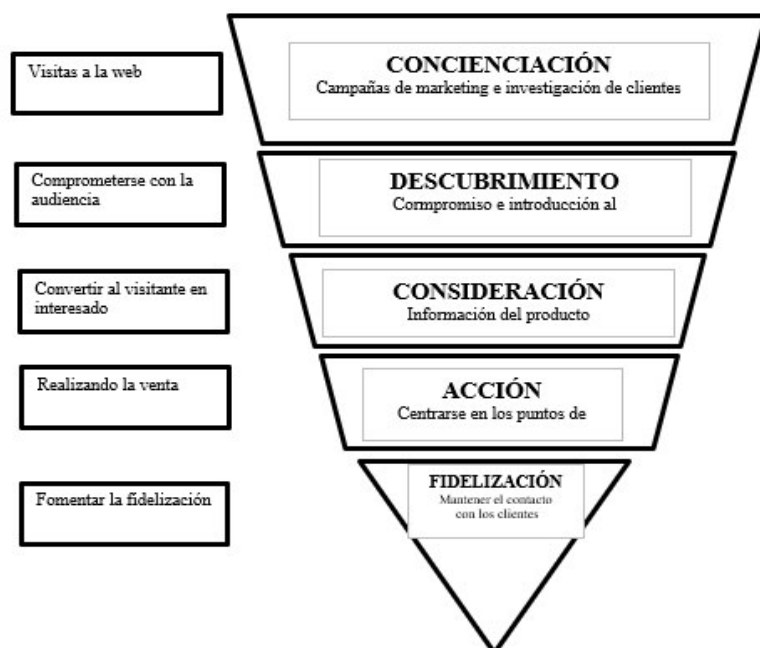 Visitas a la web
CONCIENCIACIÓN
Campañas de marketing e investigación de clientes
Comprometerse con la
audiencia
DESCUBRIMIENTO
Cormpromiso e introducción al
Convertir al visitante en
interesado
CONSIDERACIÓN
Información del producto
Realizando la venta
ACCIÓN
Centrarse en los puntos de
Fomentar la fidelización
FIDELIZACIÓN
Mantener el contacto
con los clientes